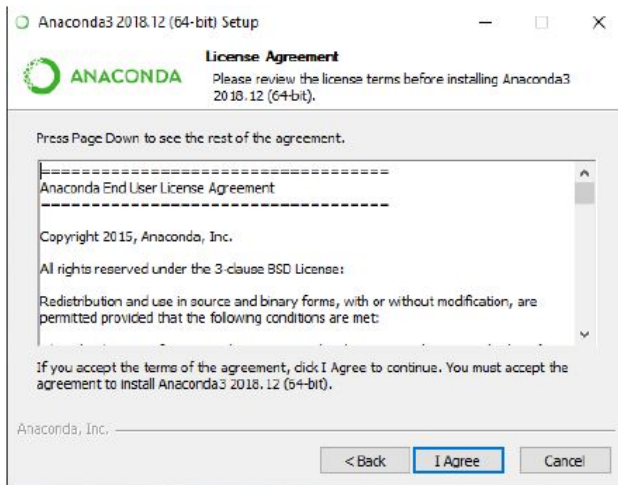 Anaconda3 2018.12 (64-bit) Setup
ANACONDA
License Agreement
Please review the license terms before installing Anaconda3
2018.12 (64-bit).
Press Page Down to see the rest of the agreement.
===================================
Anaconda End User License Agreement
===================================
Copyright 2015, Anaconda, Inc.
All rights reserved under the 3-clause BSD License:
Redistribution and use in source and binary forms, with or without modification, are
permitted provided that the following conditions are met:
If you accept the terms of the agreement, click I Agree to continue. You must accept the
agreement to install Anaconda3 2018.12 (64-bit).
Anaconda, Inc.
< Back I Agree Cancel